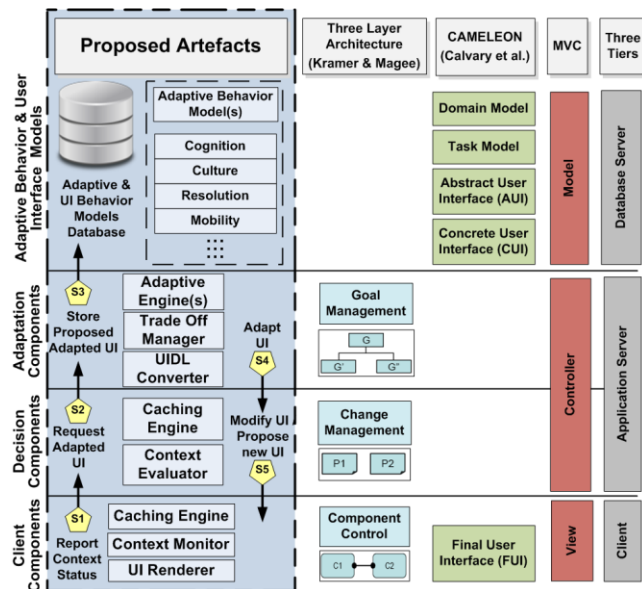 Proposed Artefacts
Three Layer
Architecture
(Kramer & Magee)
CAMELEON
(Calvary et al.)
MVC
Three
Tiers
Adaptive Behavior & User
Interface Models
Adaptive &
UI Behavior
Models
Database
Adaptive Behavior
Model(s)
Cognition
Culture
Resolution
Mobility
Domain Model
Task Model
Abstract User
Interface (AUI)
Concrete User
Interface (CUI)
Model
Database Server
Adaptation
Components
S3
Store
Proposed
Adapted UI
Adaptive
Engine(s)
Trade Off
Manager
UIDL
Converter
Adapt
UI
S4
Goal
Management
G
G'
G"
Controller
Application Server
Decision
Components
S2
Request
Adapted
UI
Caching
Engine
Context
Evaluator
Modify UI
Propose
new UI
S5
Change
Management
P1
P2
Client
Components
S1
Report
Context
Status
Caching Engine
Context Monitor
UI Renderer
Component
Control
C1
C2
Final User
Interface (FUI)
View
Client